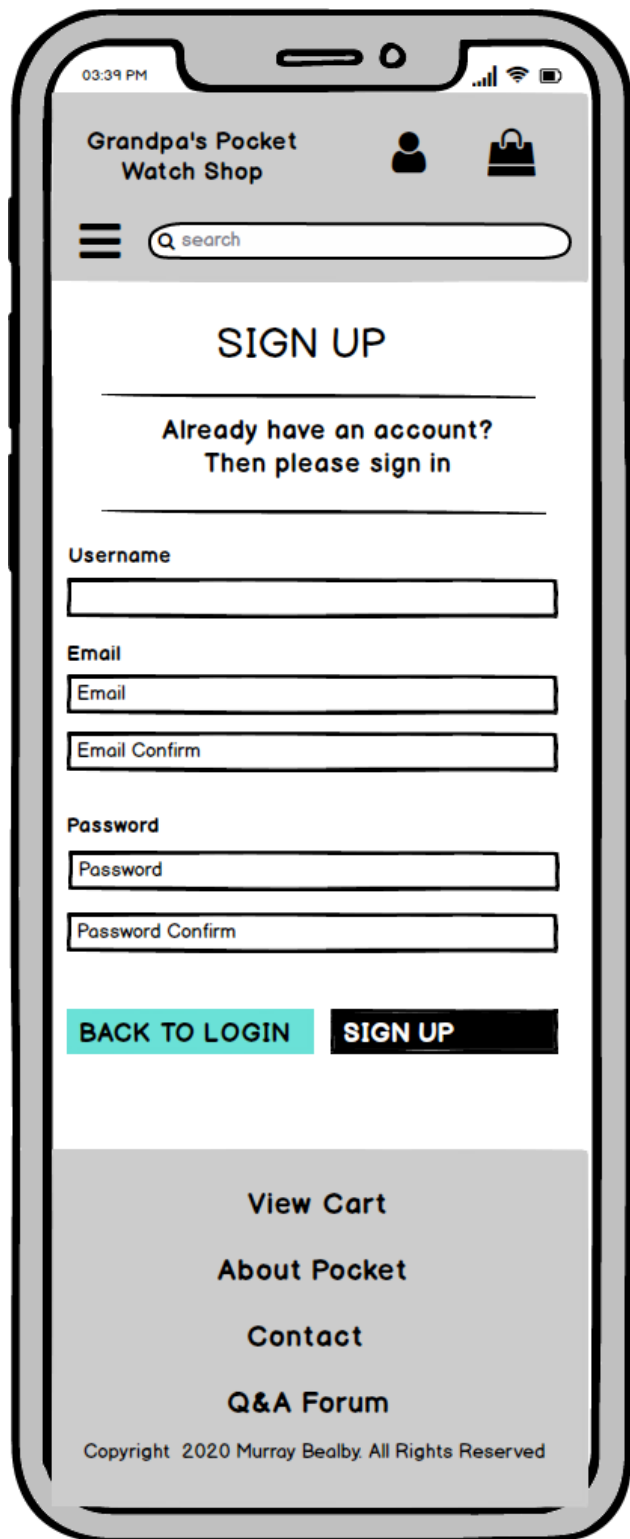 03:39 PM
Grandpa's Pocket
Watch Shop
search
SIGN UP
Already have an account?
Then please sign in
Username
Email
Email
Email Confirm
Password
Password
Password Confirm
BACK TO LOGIN
SIGN UP
View Cart
About Pocket
Contact
Q&A Forum
Copyright 2020 Murray Bealby. All Rights Reserved